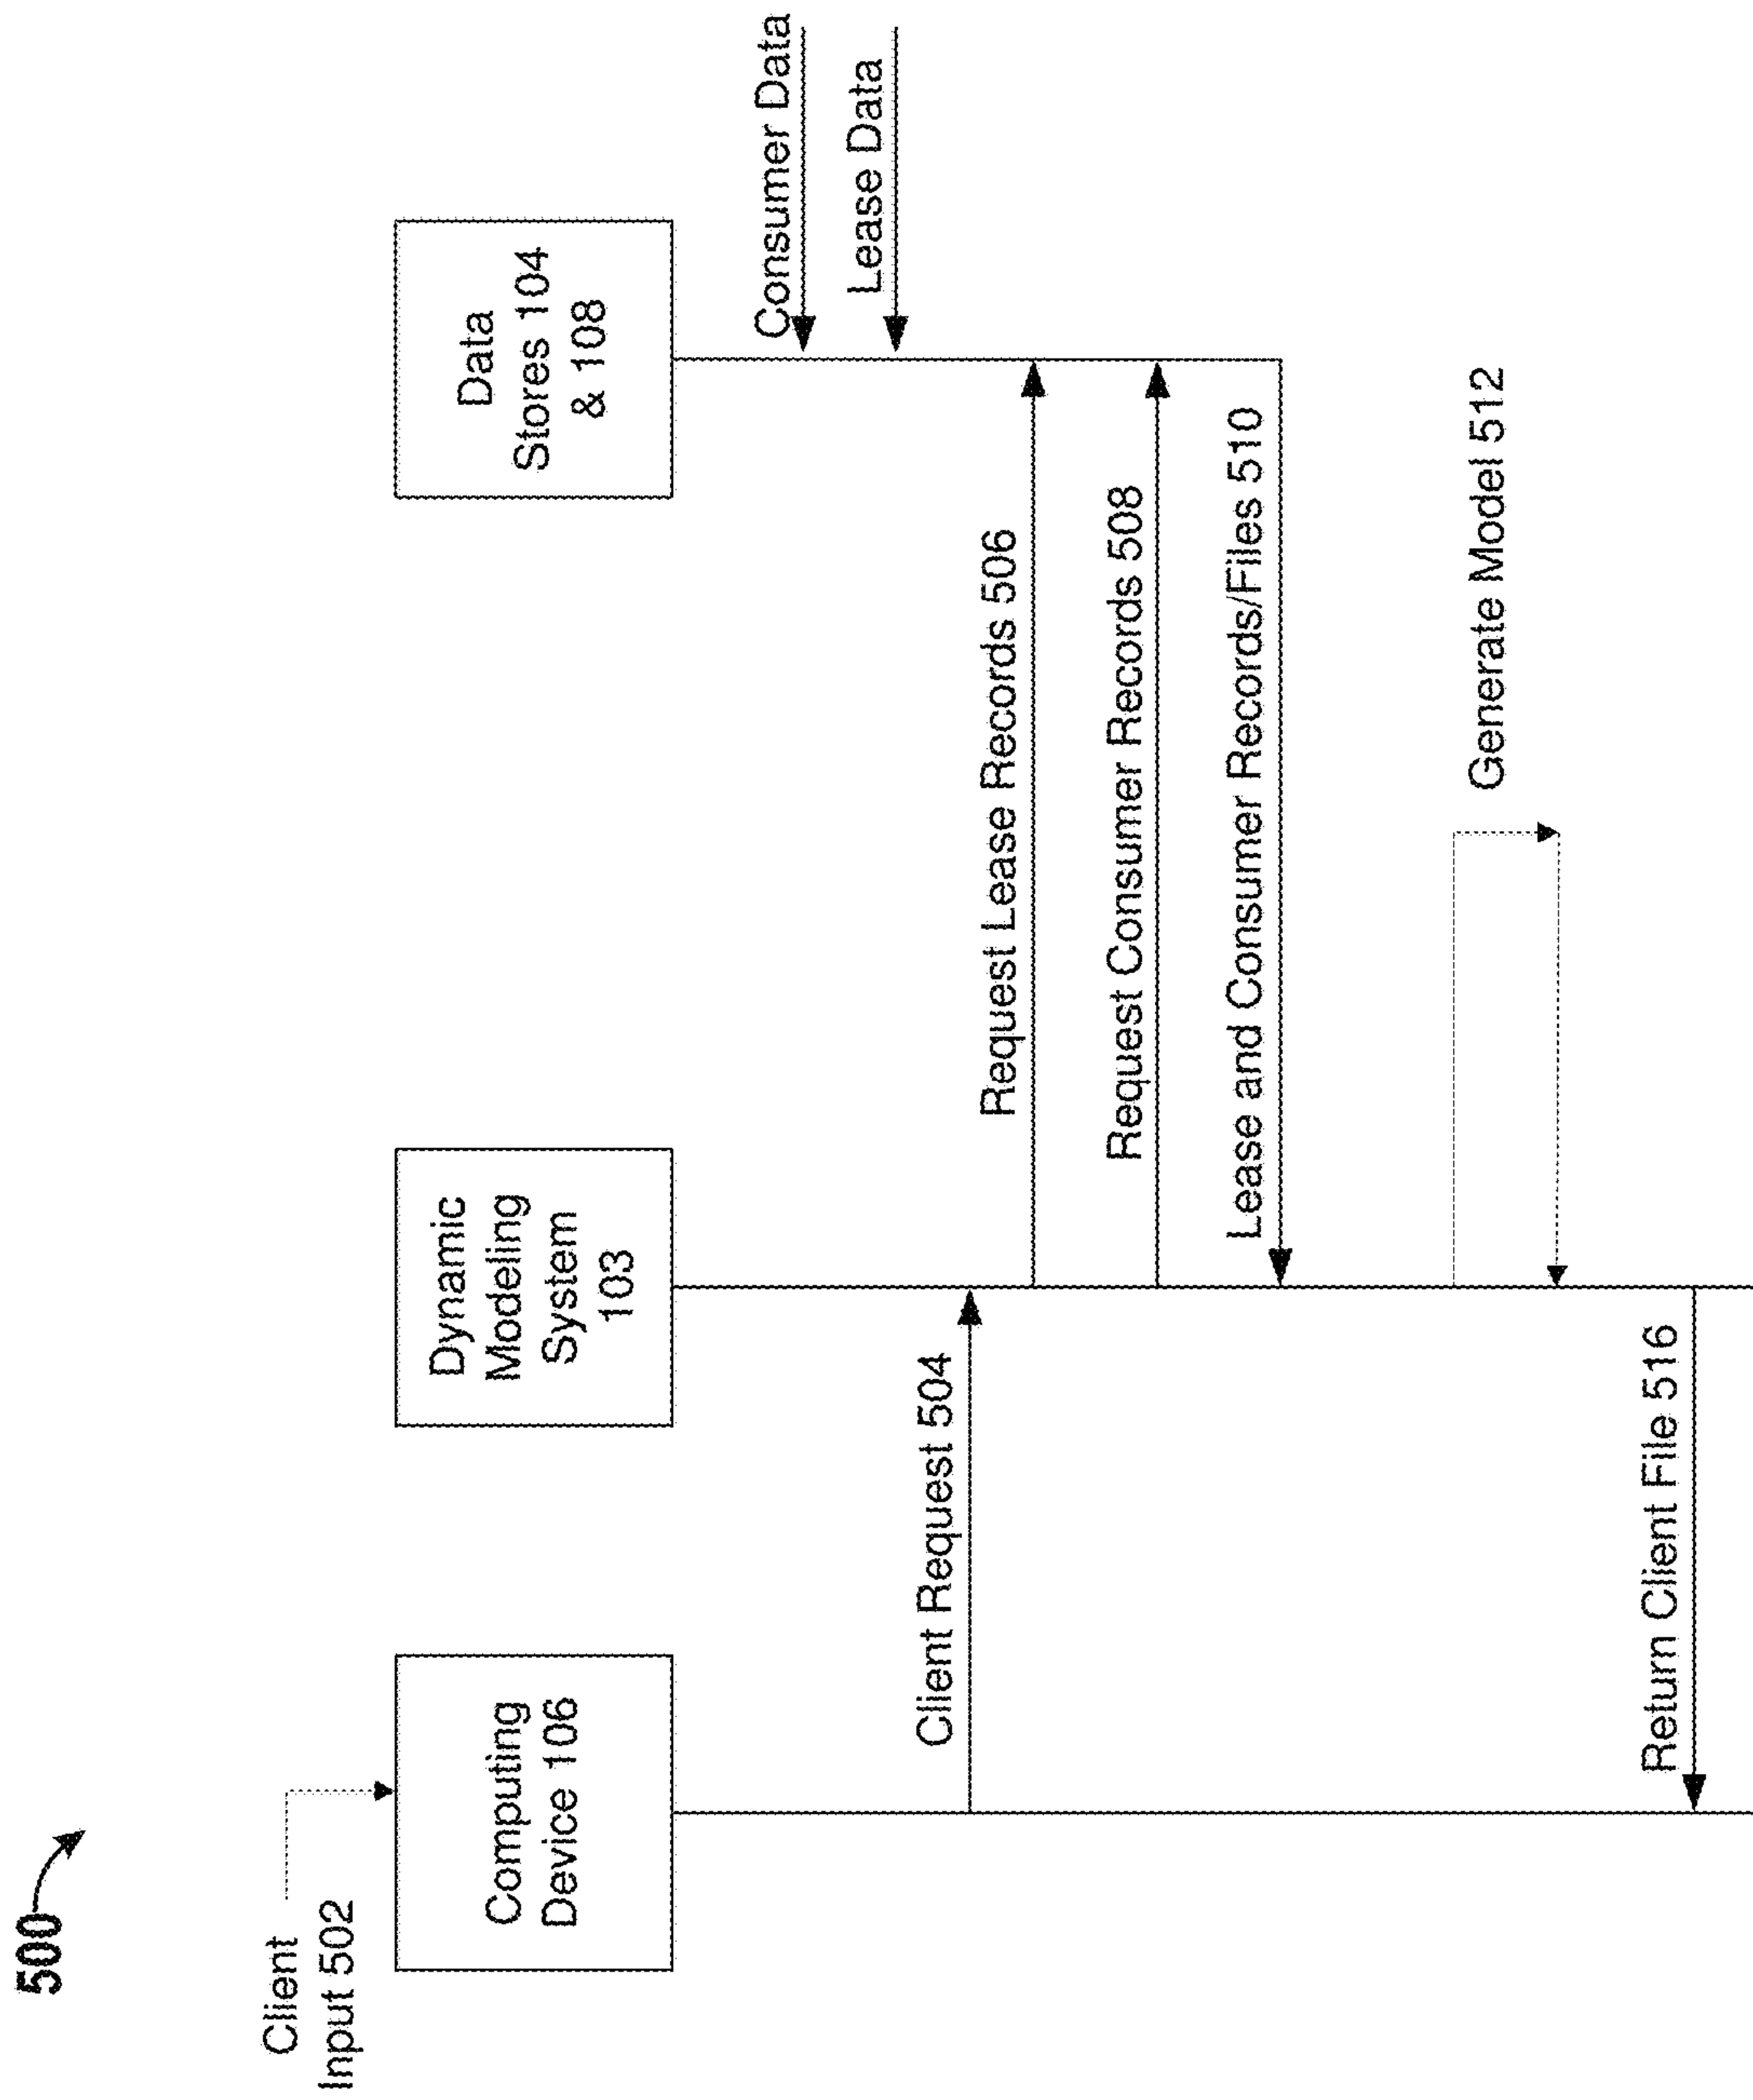 500
Client
Input 502
Computing
Device 106
Dynamic
Modeling
System
103
Data
Stores 104
& 108
Consumer Data
Lease Data
Client Request 504
Request Lease Records 506
Request Consumer Records 508
Lease and Consumer Records/Files 510
Generate Model 512
Return Client File 516